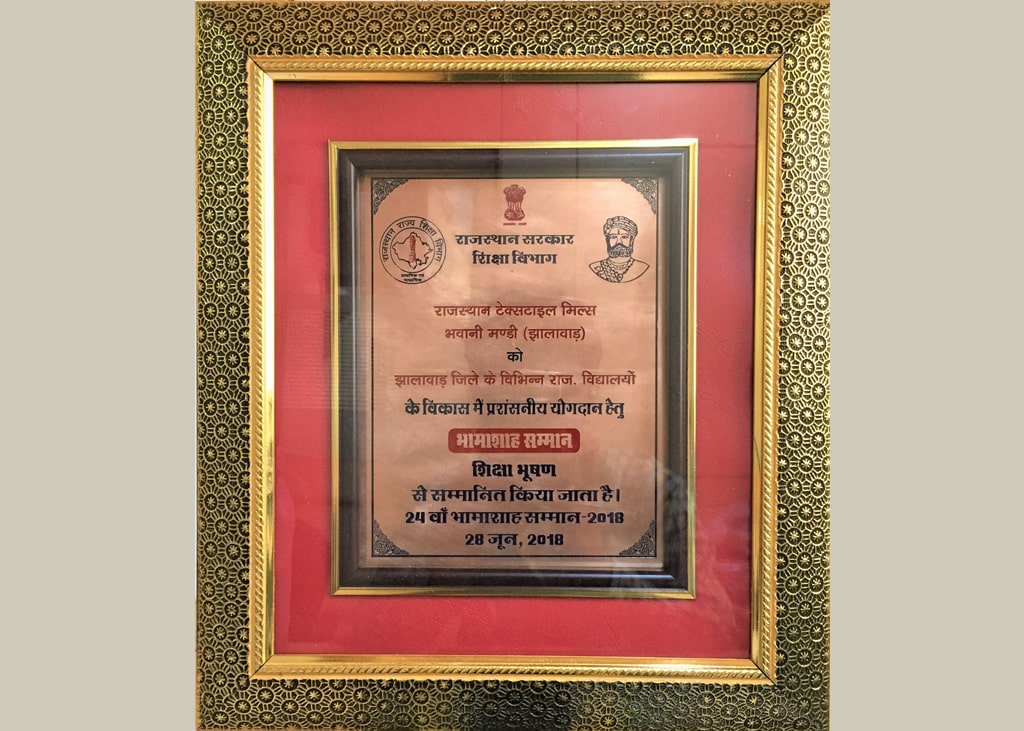 राजस्थान राज्य शिक्षा विभाग
राजस्थान सरकार
शिक्षा विभाग
राजस्थान टेक्सटाइल मिल्स
भवानी मण्डी (झालावाड़)
को
झालावाड़ जिले के विभिन्न राज. विद्यालयों
के विकास में प्रशंसनीय योगदान हेतु
भामाशाह सम्मान
शिक्षा भूषण
से सम्मानित किया जाता है।
24 वाँ भामाशाह सम्मान-2018
28 जून, 2018